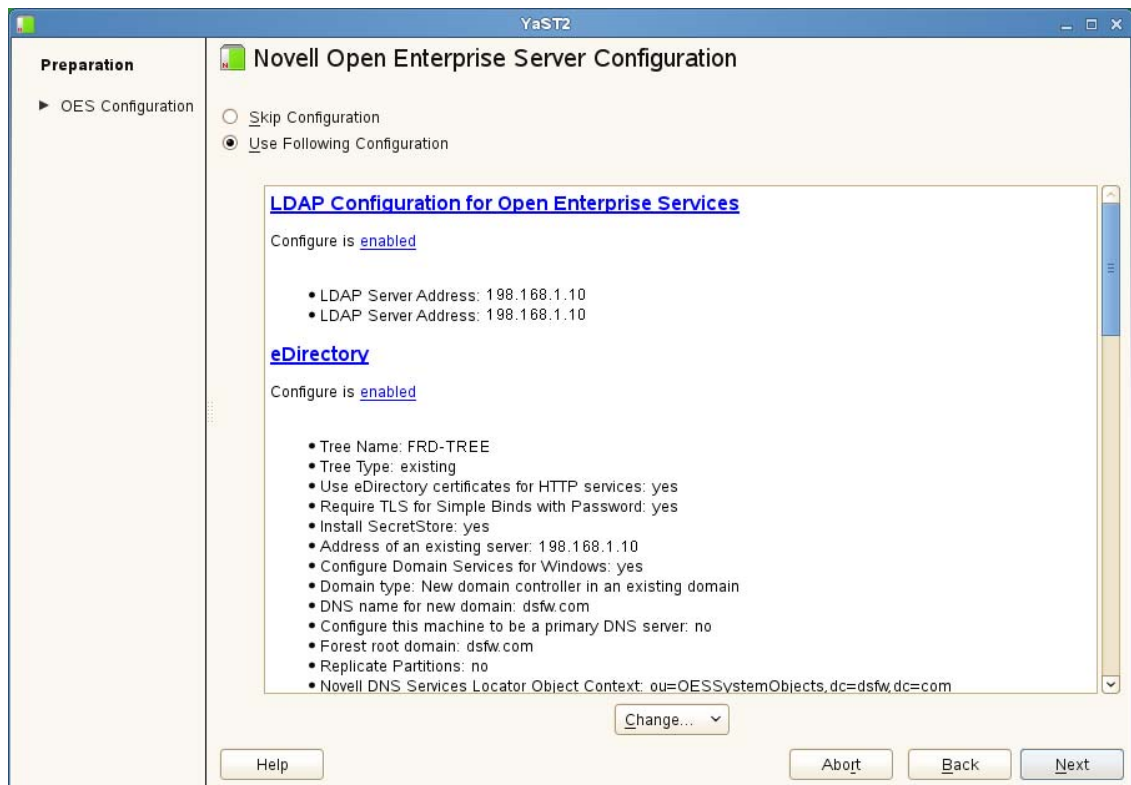 YaST2
Preparation
OES Configuration
Novell Open Enterprise Server Configuration
Skip Configuration
Use Following Configuration
LDAP Configuration for Open Enterprise Services
Configure is enabled
• LDAP Server Address: 198.168.1.10
• LDAP Server Address: 198.168.1.10
eDirectory
Configure is enabled
• Tree Name: FRD-TREE
• Tree Type: existing
• Use eDirectory certificates for HTTP services: yes
• Require TLS for Simple Binds with Password: yes
• Install SecretStore: yes
• Address of an existing server: 198.168.1.10
• Configure Domain Services for Windows: yes
• Domain type: New domain controller in an existing domain
• DNS name for new domain: dsfw.com
• Configure this machine to be a primary DNS server: no
• Forest root domain: dsfw.com
• Replicate Partitions: no
• Novell DNS Services Locator Object Context: ou=OESSystemObjects,dc=dsfw,dc=com
Change...
Help
Abort
Back
Next